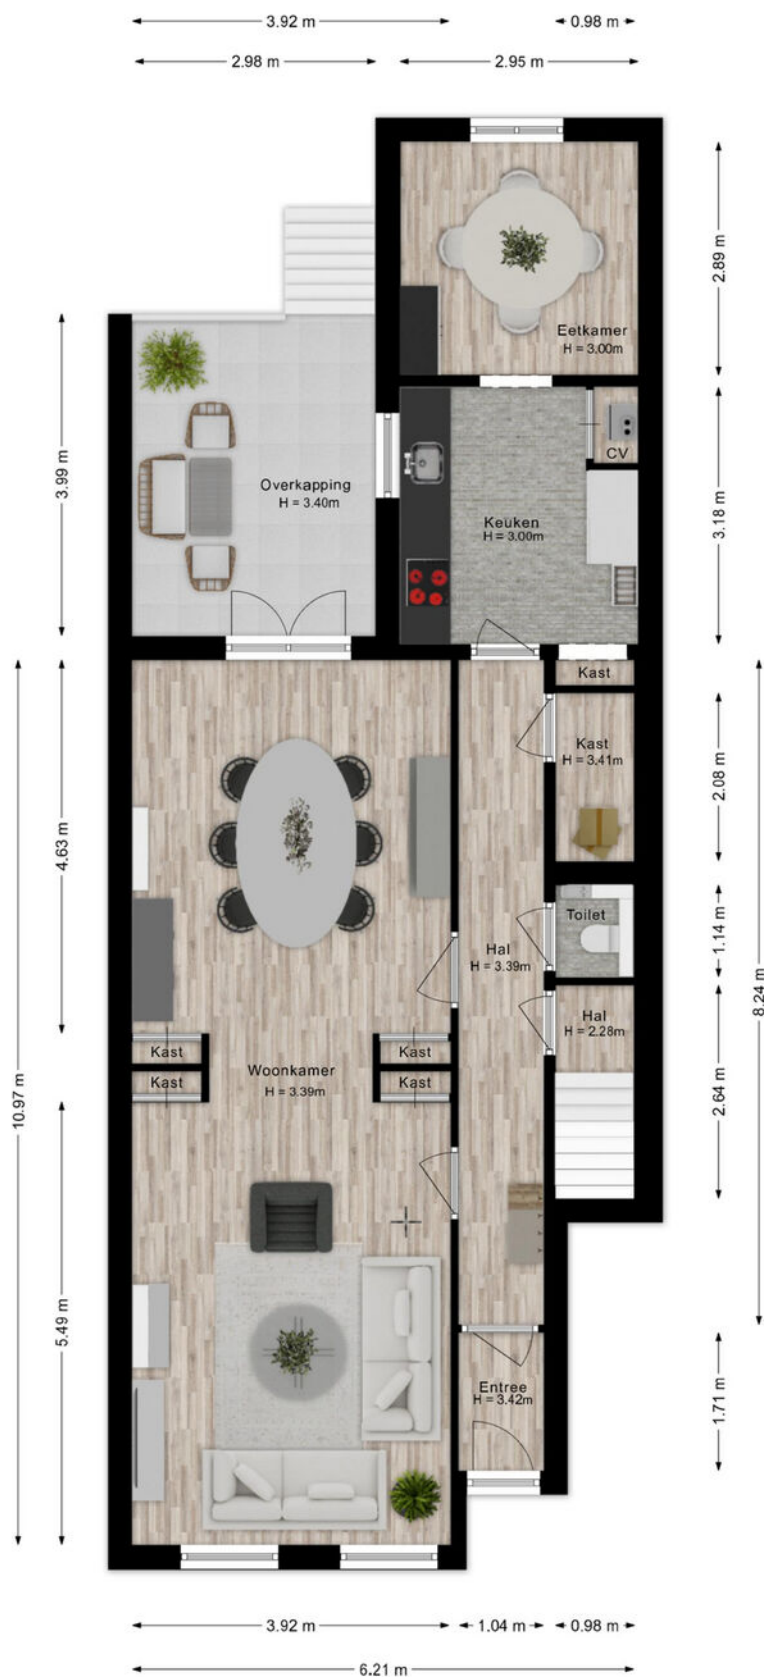 3.92 m
0.98 m
2.98 m
2.95 m
2.89 m
Eetkamer
H = 3.00m
3.99 m
CV
3.18 m
Overkapping
H = 3.40m
Keuken
H = 3.00m
Kast
Kast
H = 3.41m
2.08 m
4.63 m
Toilet
1.14 m
Hal
H = 3.39m
8.24 m
Hal
H = 2.28m
Kast
Kast
Kast
Kast
Woonkamer
H = 3.39m
10.97 m
2.64 m
5.49 m
Entree
H = 3.42m
1.71 m
3.92 m
1.04 m
0.98 m
6.21 m